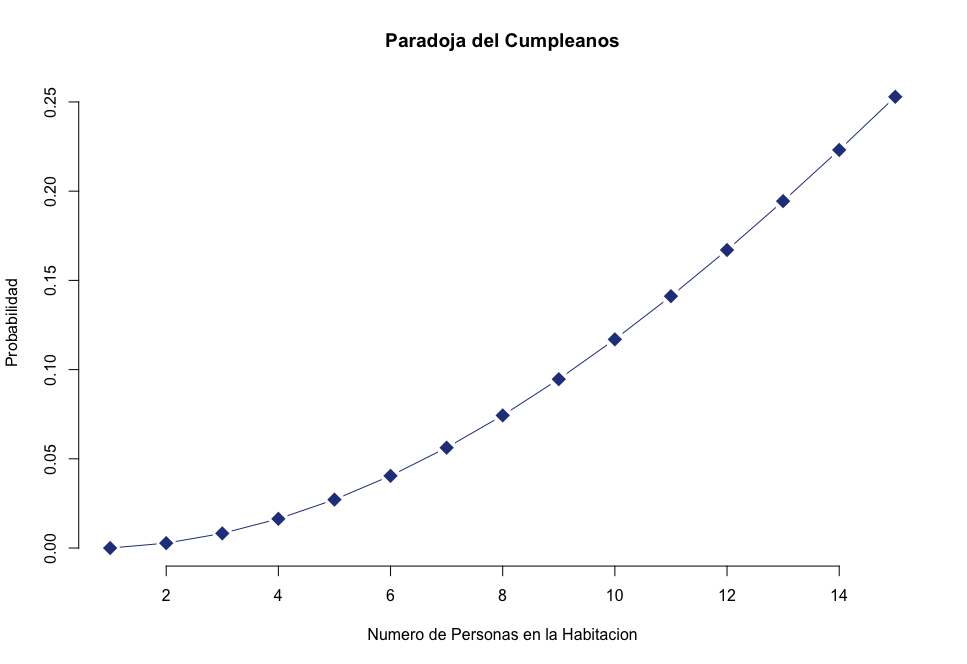 Paradoja del Cumpleanos
Probabilidad
0.25
0.20
0.15
0.10
0.05
0.00
2 4 6 8 10 12 14
Numero de Personas en la Habitacion